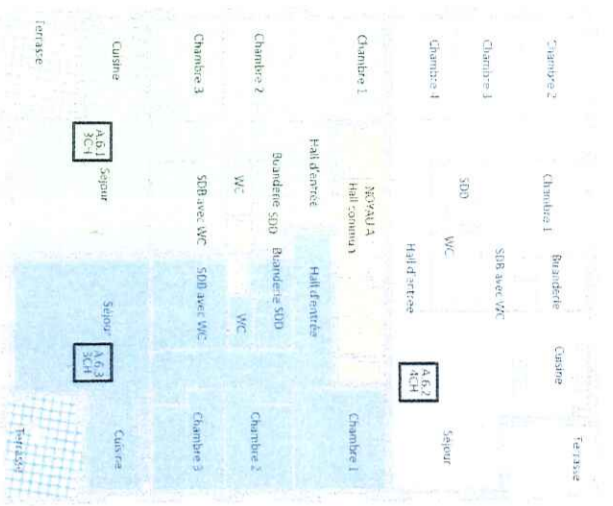 Chambre 2
Chambre 1
Buanderie
Cuisine
Terrasse
Chambre 3
SDB avec WC
Chambre 4
SDD
WC
Hall d'entrée
A.6.2
4CH
Séjour
Chambre 1
NOYAU A
Hall commun
Chambre 1
Hall d'entrée
Hall d'entrée
Chambre 2
Buanderie SDD
Buanderie SDD
Chambre 2
WC
WC
Chambre 3
SDB avec WC
SDB avec WC
Chambre 3
Cuisine
Séjour
Séjour
Cuisine
A.6.1
3CH
A.6.3
3CH
Terrasse
Terrasse